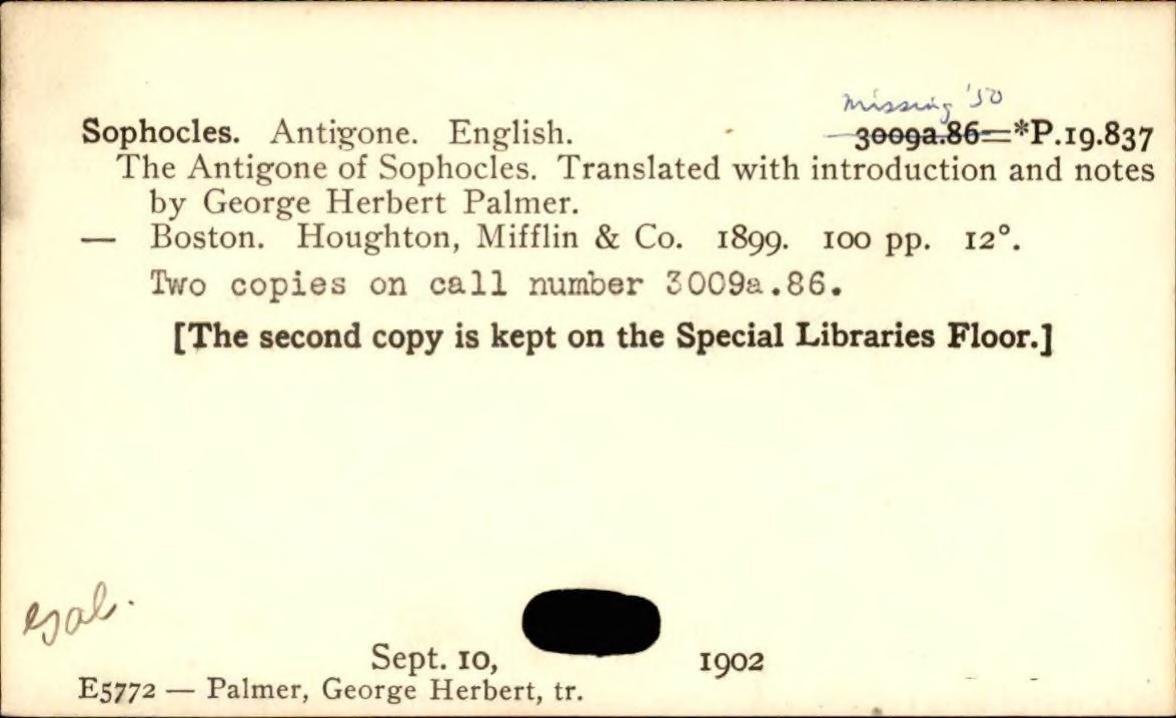 missing '50
Sophocles. Antigone. English. 3009a.86=*P.19.837
The Antigone of Sophocles. Translated with introduction and notes
by George Herbert Palmer.
— Boston. Houghton, Mifflin & Co. 1899. 100 pp. 12°.
Two copies on call number 3009a.86.
[The second copy is kept on the Special Libraries Floor.]
Sept. 10, 1902
E5772 — Palmer, George Herbert, tr.